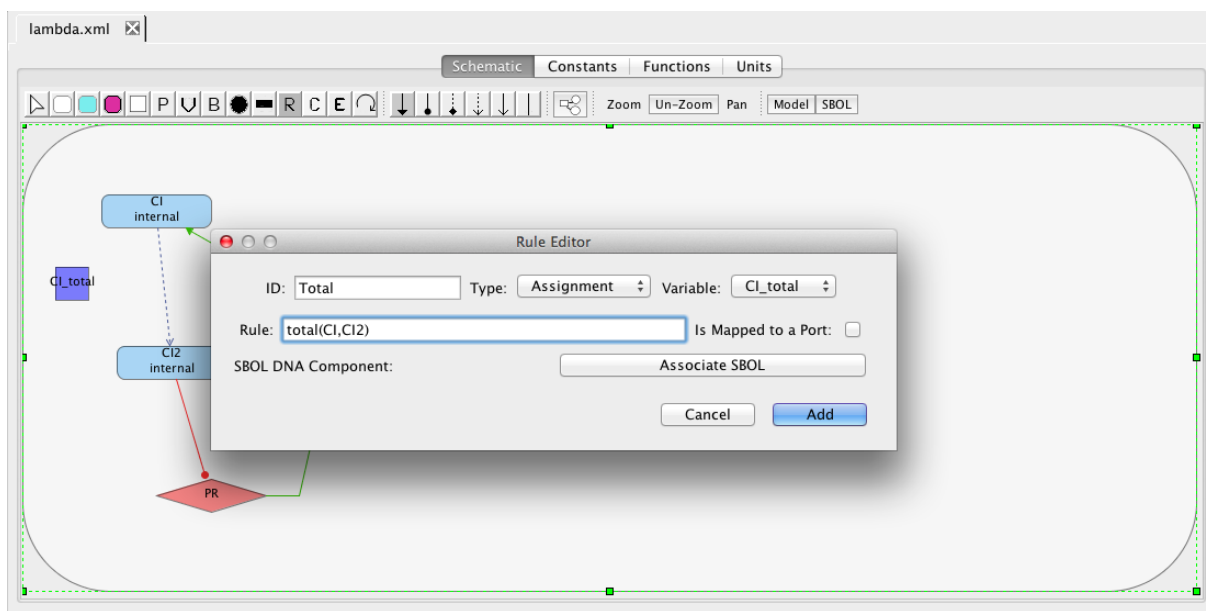 lambda.xml
Schematic Constants Functions Units
P V B R C E Zoom Un-Zoom Pan Model SBOL
CI
internal
Rule Editor
CI_total
ID: Total Type: Assignment Variable: CI_total
Rule: total(CI,CI2) Is Mapped to a Port:
CI2
internal
SBOL DNA Component: Associate SBOL
Cancel Add
PR